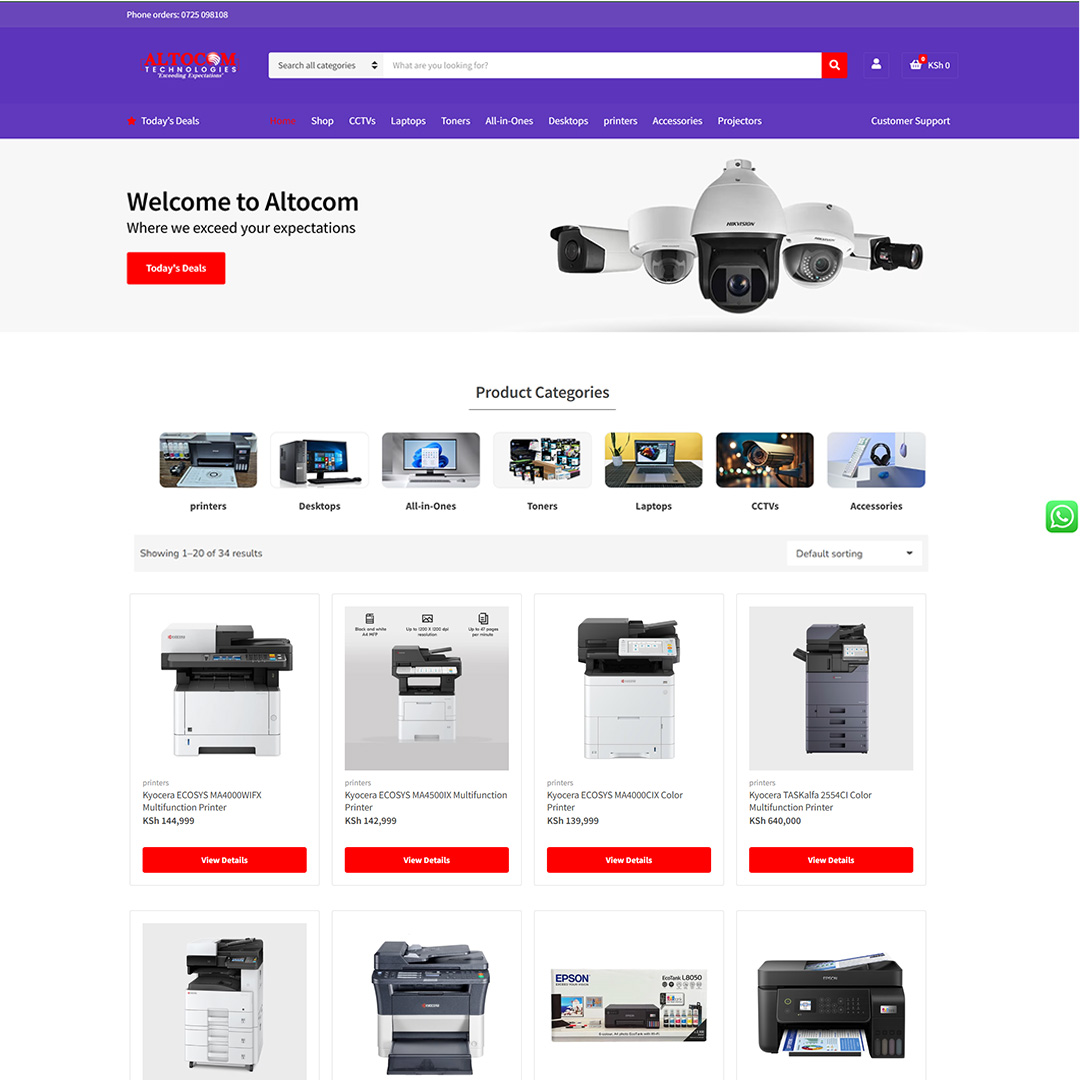 Phone orders: 0725 098108
ALTOCOM
TECHNOLOGIES
"Exceeding Expectations"
Search all categories
What are you looking for?
0
KSh 0
Today's Deals
Home
Shop
CCTVs
Laptops
Toners
All-in-Ones
Desktops
printers
Accessories
Projectors
Customer Support
Welcome to Altocom
Where we exceed your expectations
Today's Deals
HIKVISION
Product Categories
printers
Desktops
All-in-Ones
Toners
Laptops
CCTVs
Accessories
Showing 1–20 of 34 results
Default sorting
Black and white
A4 MFP
Up to 1200 X 1200 dpi
resolution
Up to 47 pages
per minute
printers
Kyocera ECOSYS MA4000WIFX
Multifunction Printer
KSh 144,999
View Details
printers
Kyocera ECOSYS MA4500IX Multifunction
Printer
KSh 142,999
View Details
printers
Kyocera ECOSYS MA4000CIX Color
Printer
KSh 139,999
View Details
printers
Kyocera TASKalfa 2554CI Color
Multifunction Printer
KSh 640,000
View Details
EPSON
EXCEED YOUR VISION
EcoTank L8050
EPSON